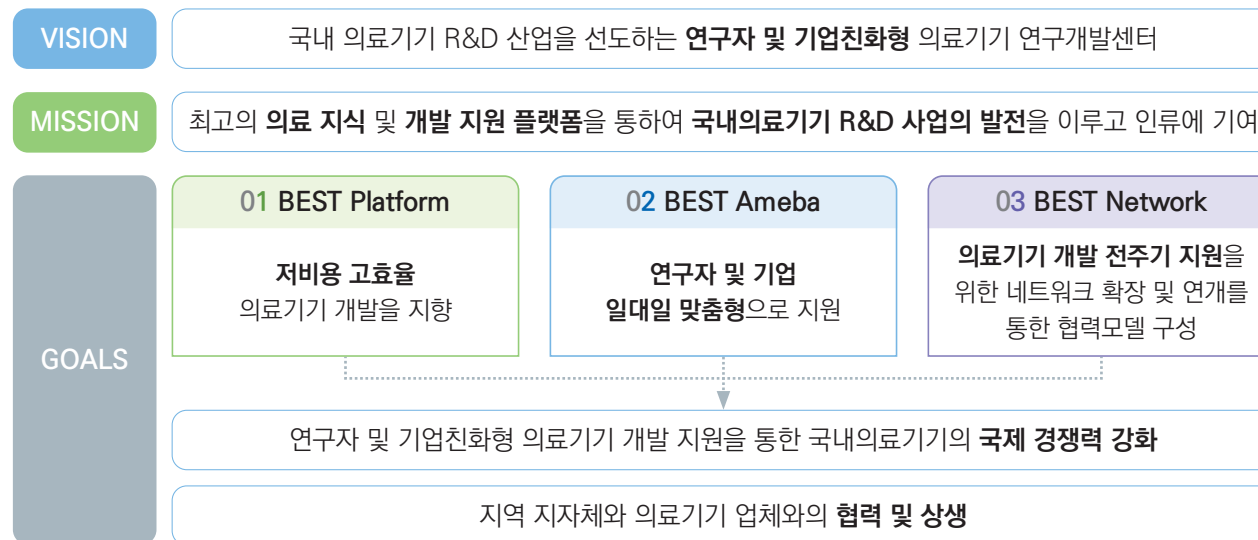 VISION
국내 의료기기 R&D 산업을 선도하는 연구자 및 기업친화형 의료기기 연구개발센터
MISSION
최고의 의료 지식 및 개발 지원 플랫폼을 통하여 국내의료기기 R&D 사업의 발전을 이루고 인류에 기여
GOALS
01 BEST Platform
저비용 고효율
의료기기 개발을 지향
02 BEST Ameba
연구자 및 기업
일대일 맞춤형으로 지원
03 BEST Network
의료기기 개발 전주기 지원을
위한 네트워크 확장 및 연개를
통한 협력모델 구성
연구자 및 기업친화형 의료기기 개발 지원을 통한 국내의료기기의 국제 경쟁력 강화
지역 지자체와 의료기기 업체와의 협력 및 상생